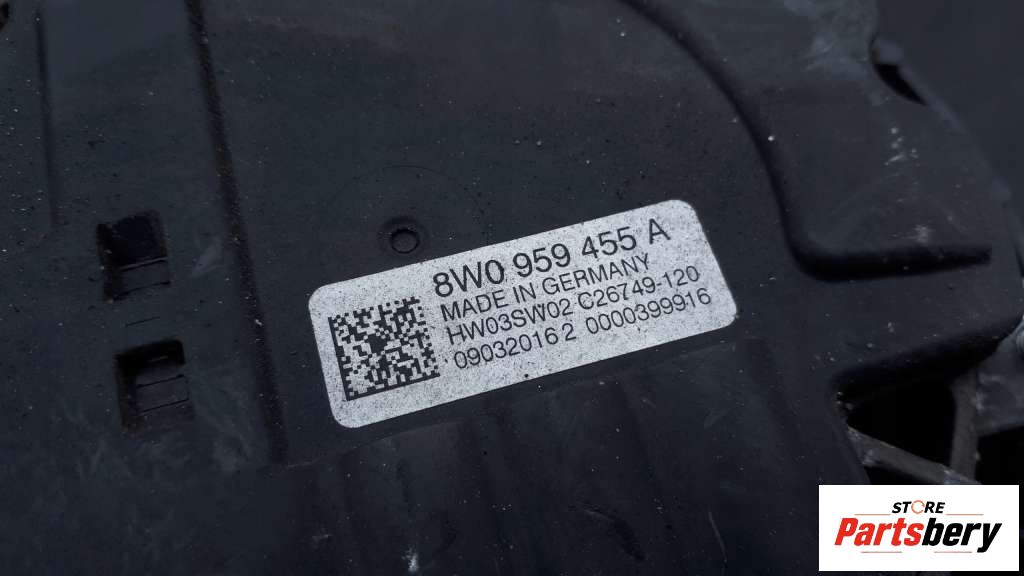 8W0 959 455 A
MADE IN GERMANY
HW03SW02 C26749-120
09032016 2 0000399916
STORE
Partsbery